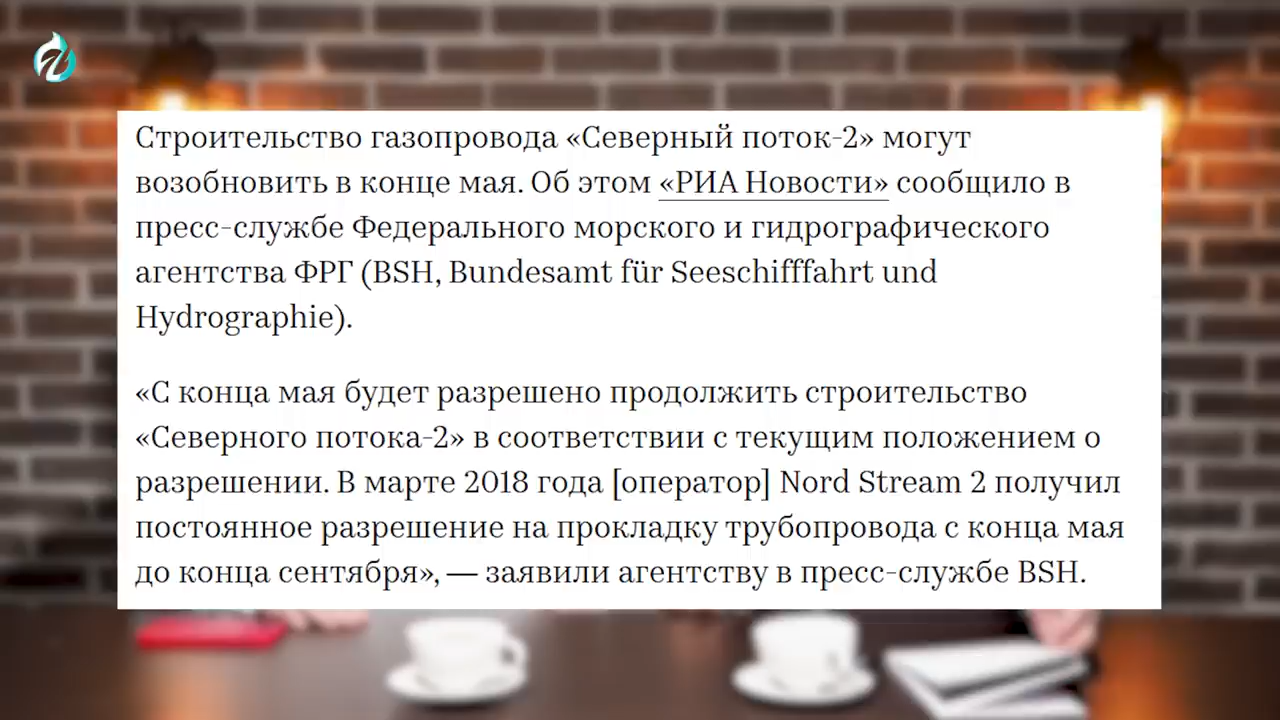 Строительство газопровода «Северный поток-2» могут
возобновить в конце мая. Об этом «РИА Новости» сообщило в
пресс-службе Федерального морского и гидрографического
агентства ФРГ (BSH, Bundesamt für Seeschifffahrt und
Hydrographie).
«С конца мая будет разрешено продолжить строительство
«Северного потока-2» в соответствии с текущим положением о
разрешении. В марте 2018 года [оператор] Nord Stream 2 получил
постоянное разрешение на прокладку трубопровода с конца мая
до конца сентября», — заявили агентству в пресс-службе BSH.